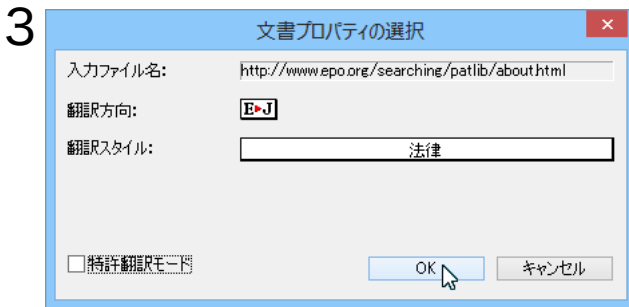 3
文書プロパティの選択
入力ファイル名: http://www.epo.org/searching/patlib/about.html
翻訳方向: E▸J
翻訳スタイル: 法律
特許翻訳モード OK キャンセル